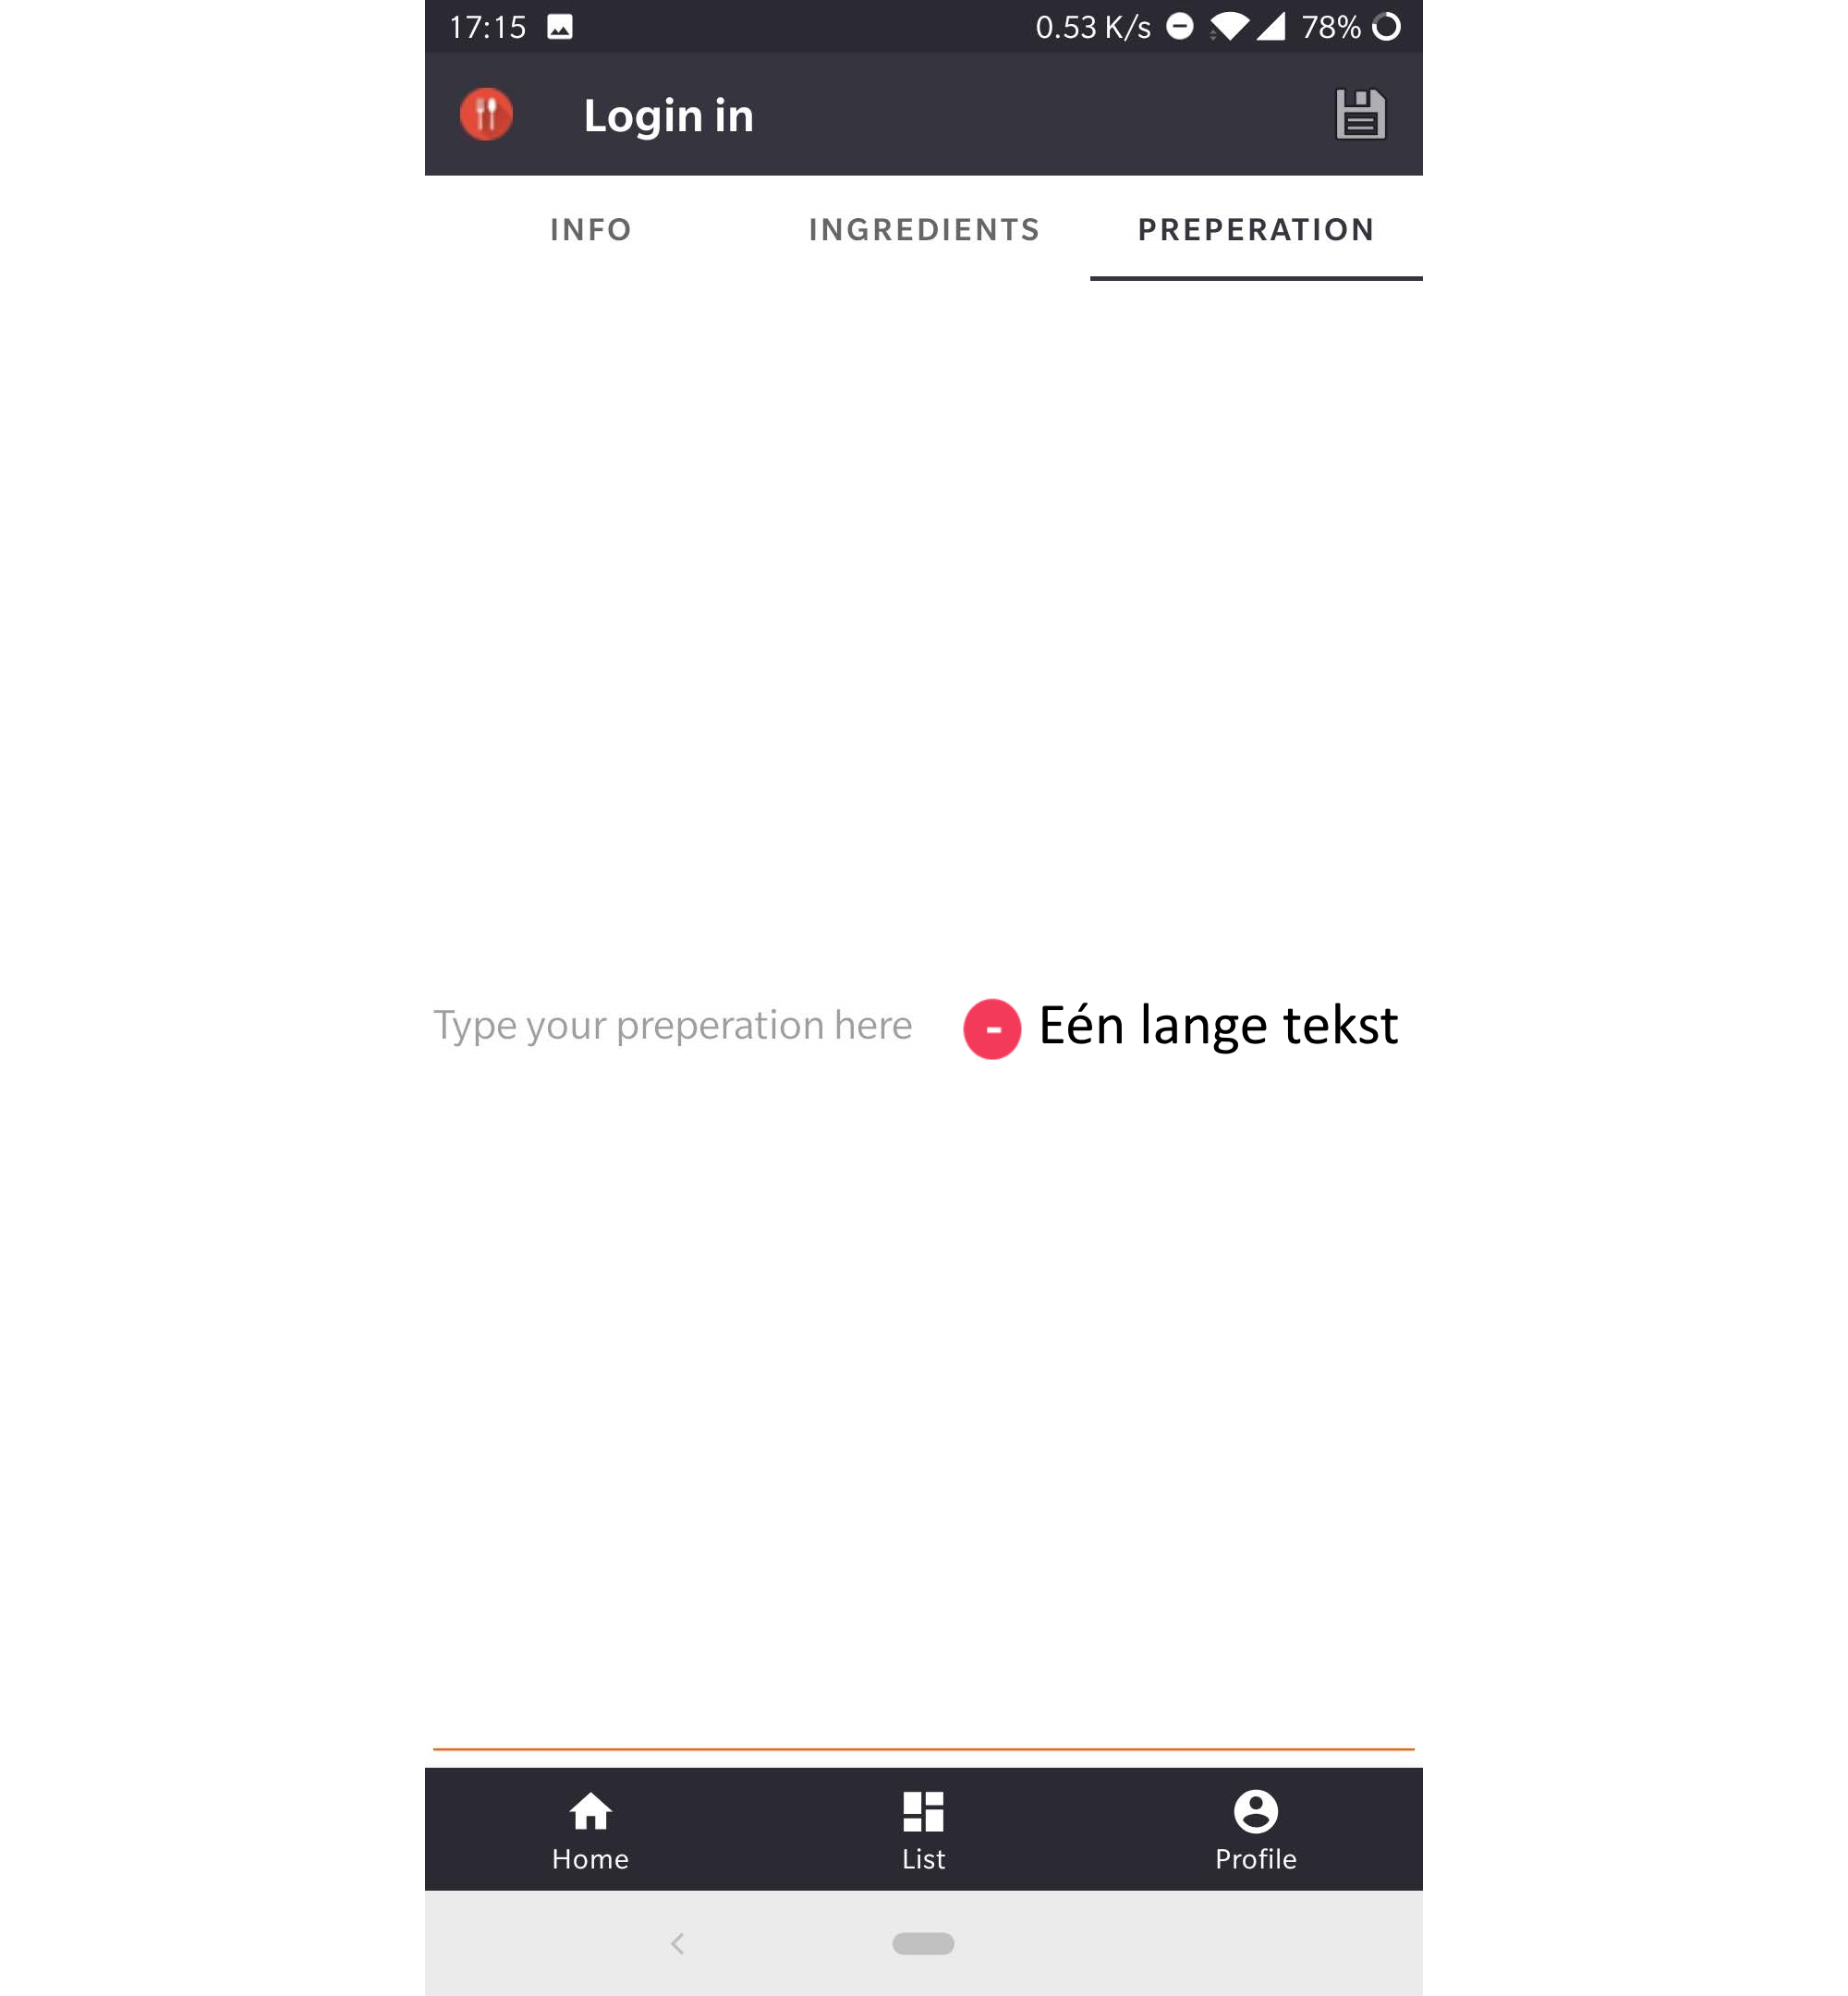 17:15 0.53 K/s 78%
Login in
INFO INGREDIENTS PREPERATION
Type your preperation here - Eén lange tekst
Home List Profile